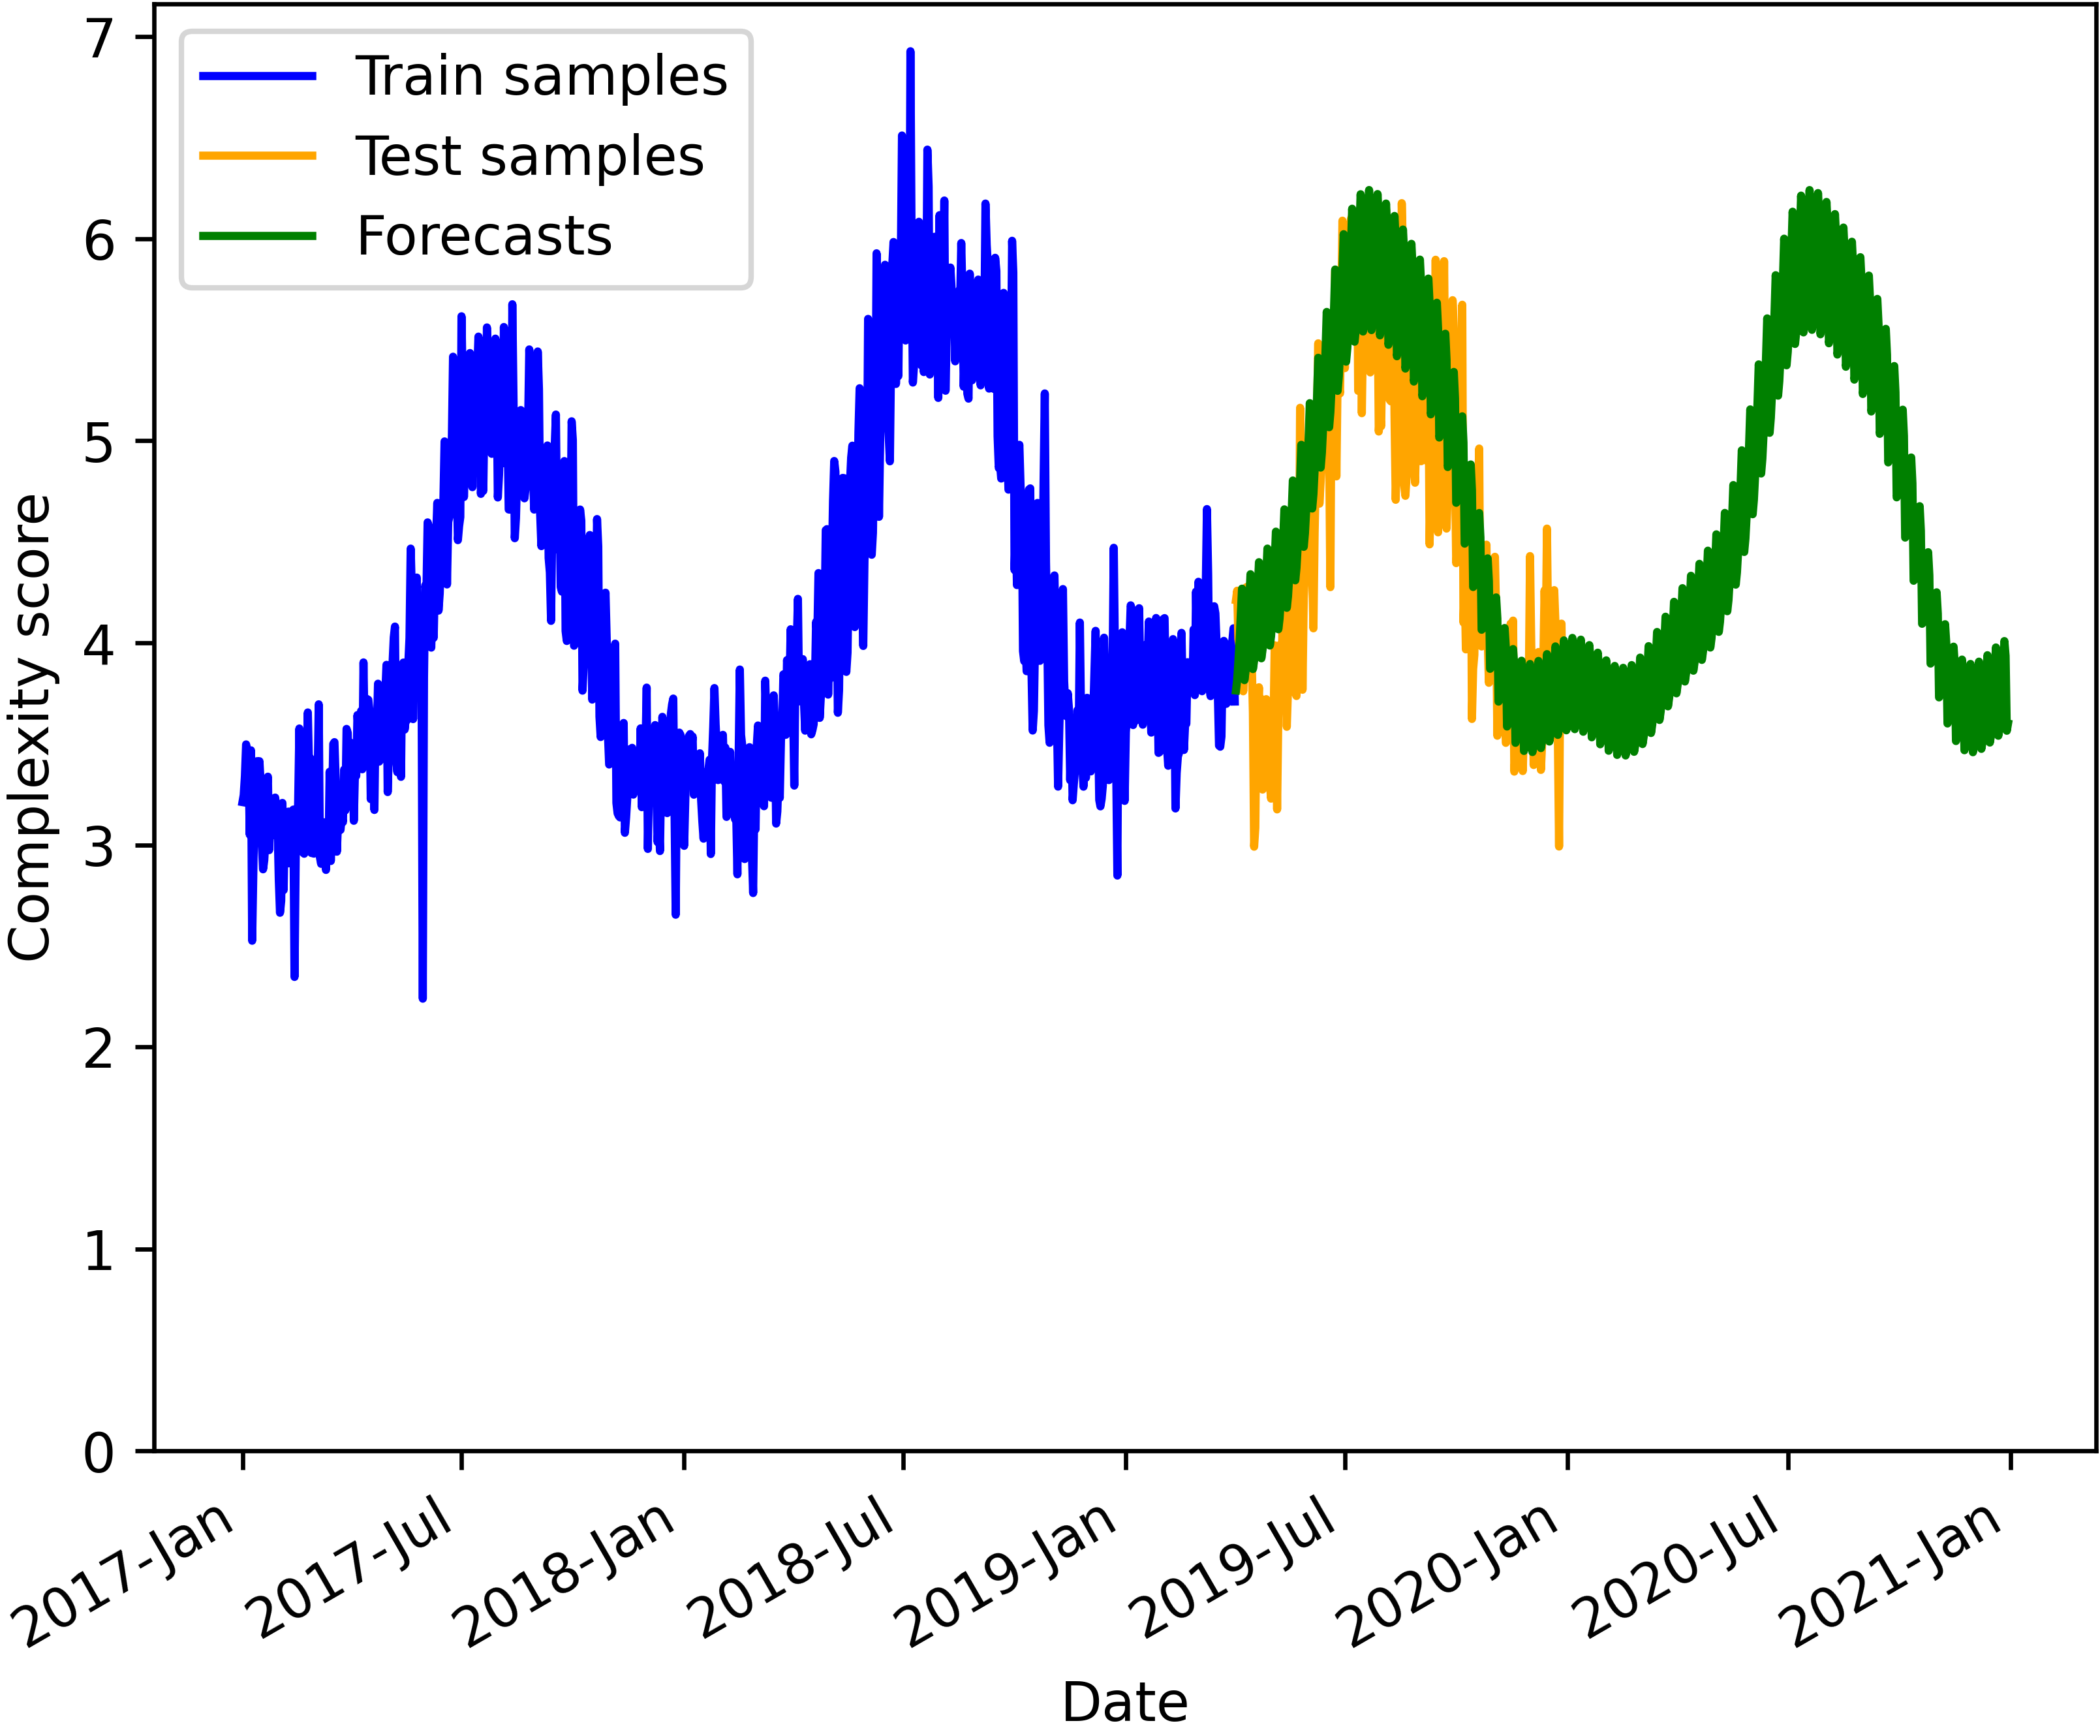 7
6
5
4
3
2
1
0
Complexity score
Train samples
Test samples
Forecasts
2017-Jan
2017-Jul
2018-Jan
2018-Jul
2019-Jan
2019-Jul
2020-Jan
2020-Jul
2021-Jan
Date